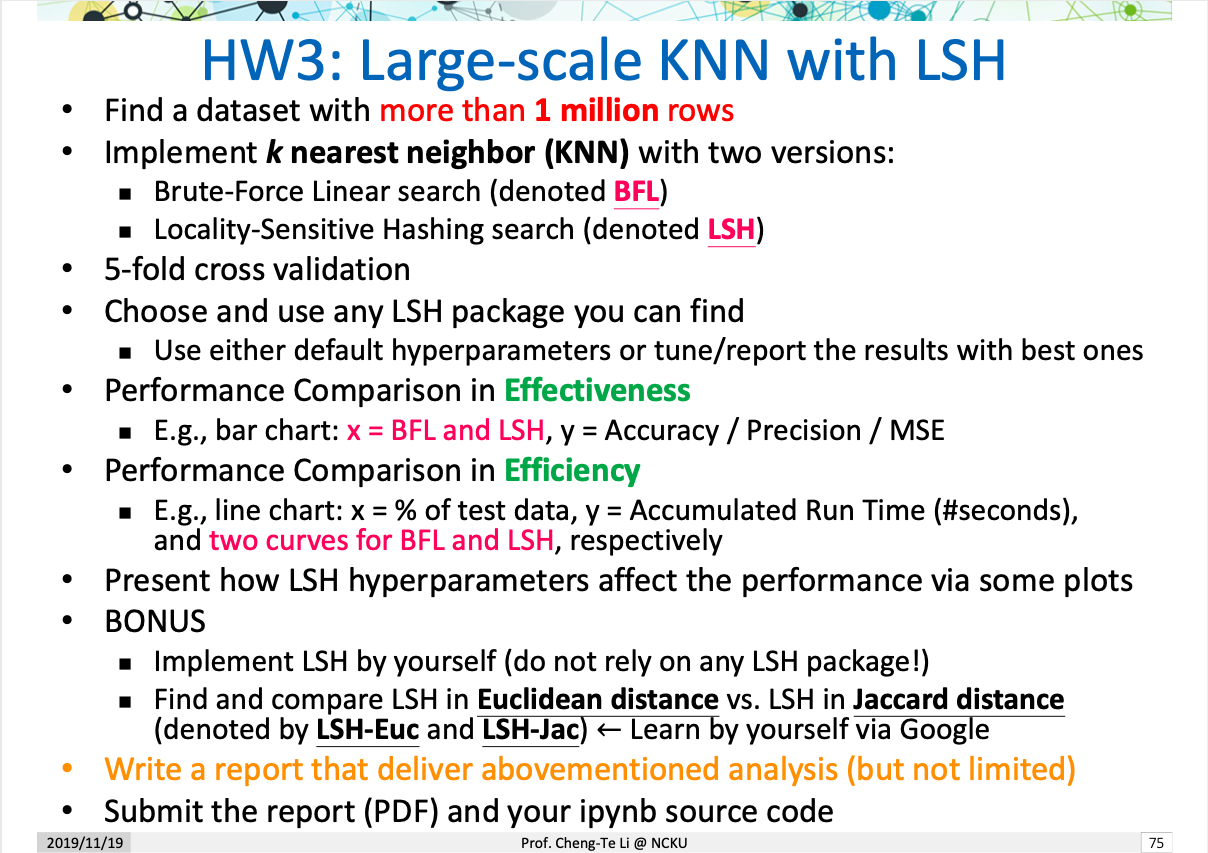 HW3: Large-scale KNN with LSH
• Find a dataset with more than 1 million rows
• Implement k nearest neighbor (KNN) with two versions:
▪ Brute-Force Linear search (denoted BFL)
▪ Locality-Sensitive Hashing search (denoted LSH)
• 5-fold cross validation
• Choose and use any LSH package you can find
▪ Use either default hyperparameters or tune/report the results with best ones
• Performance Comparison in Effectiveness
▪ E.g., bar chart: x = BFL and LSH, y = Accuracy / Precision / MSE
• Performance Comparison in Efficiency
▪ E.g., line chart: x = % of test data, y = Accumulated Run Time (#seconds),
and two curves for BFL and LSH, respectively
• Present how LSH hyperparameters affect the performance via some plots
• BONUS
▪ Implement LSH by yourself (do not rely on any LSH package!)
▪ Find and compare LSH in Euclidean distance vs. LSH in Jaccard distance
(denoted by LSH-Euc and LSH-Jac) ← Learn by yourself via Google
• Write a report that deliver abovementioned analysis (but not limited)
• Submit the report (PDF) and your ipynb source code
2019/11/19 Prof. Cheng-Te Li @ NCKU 75